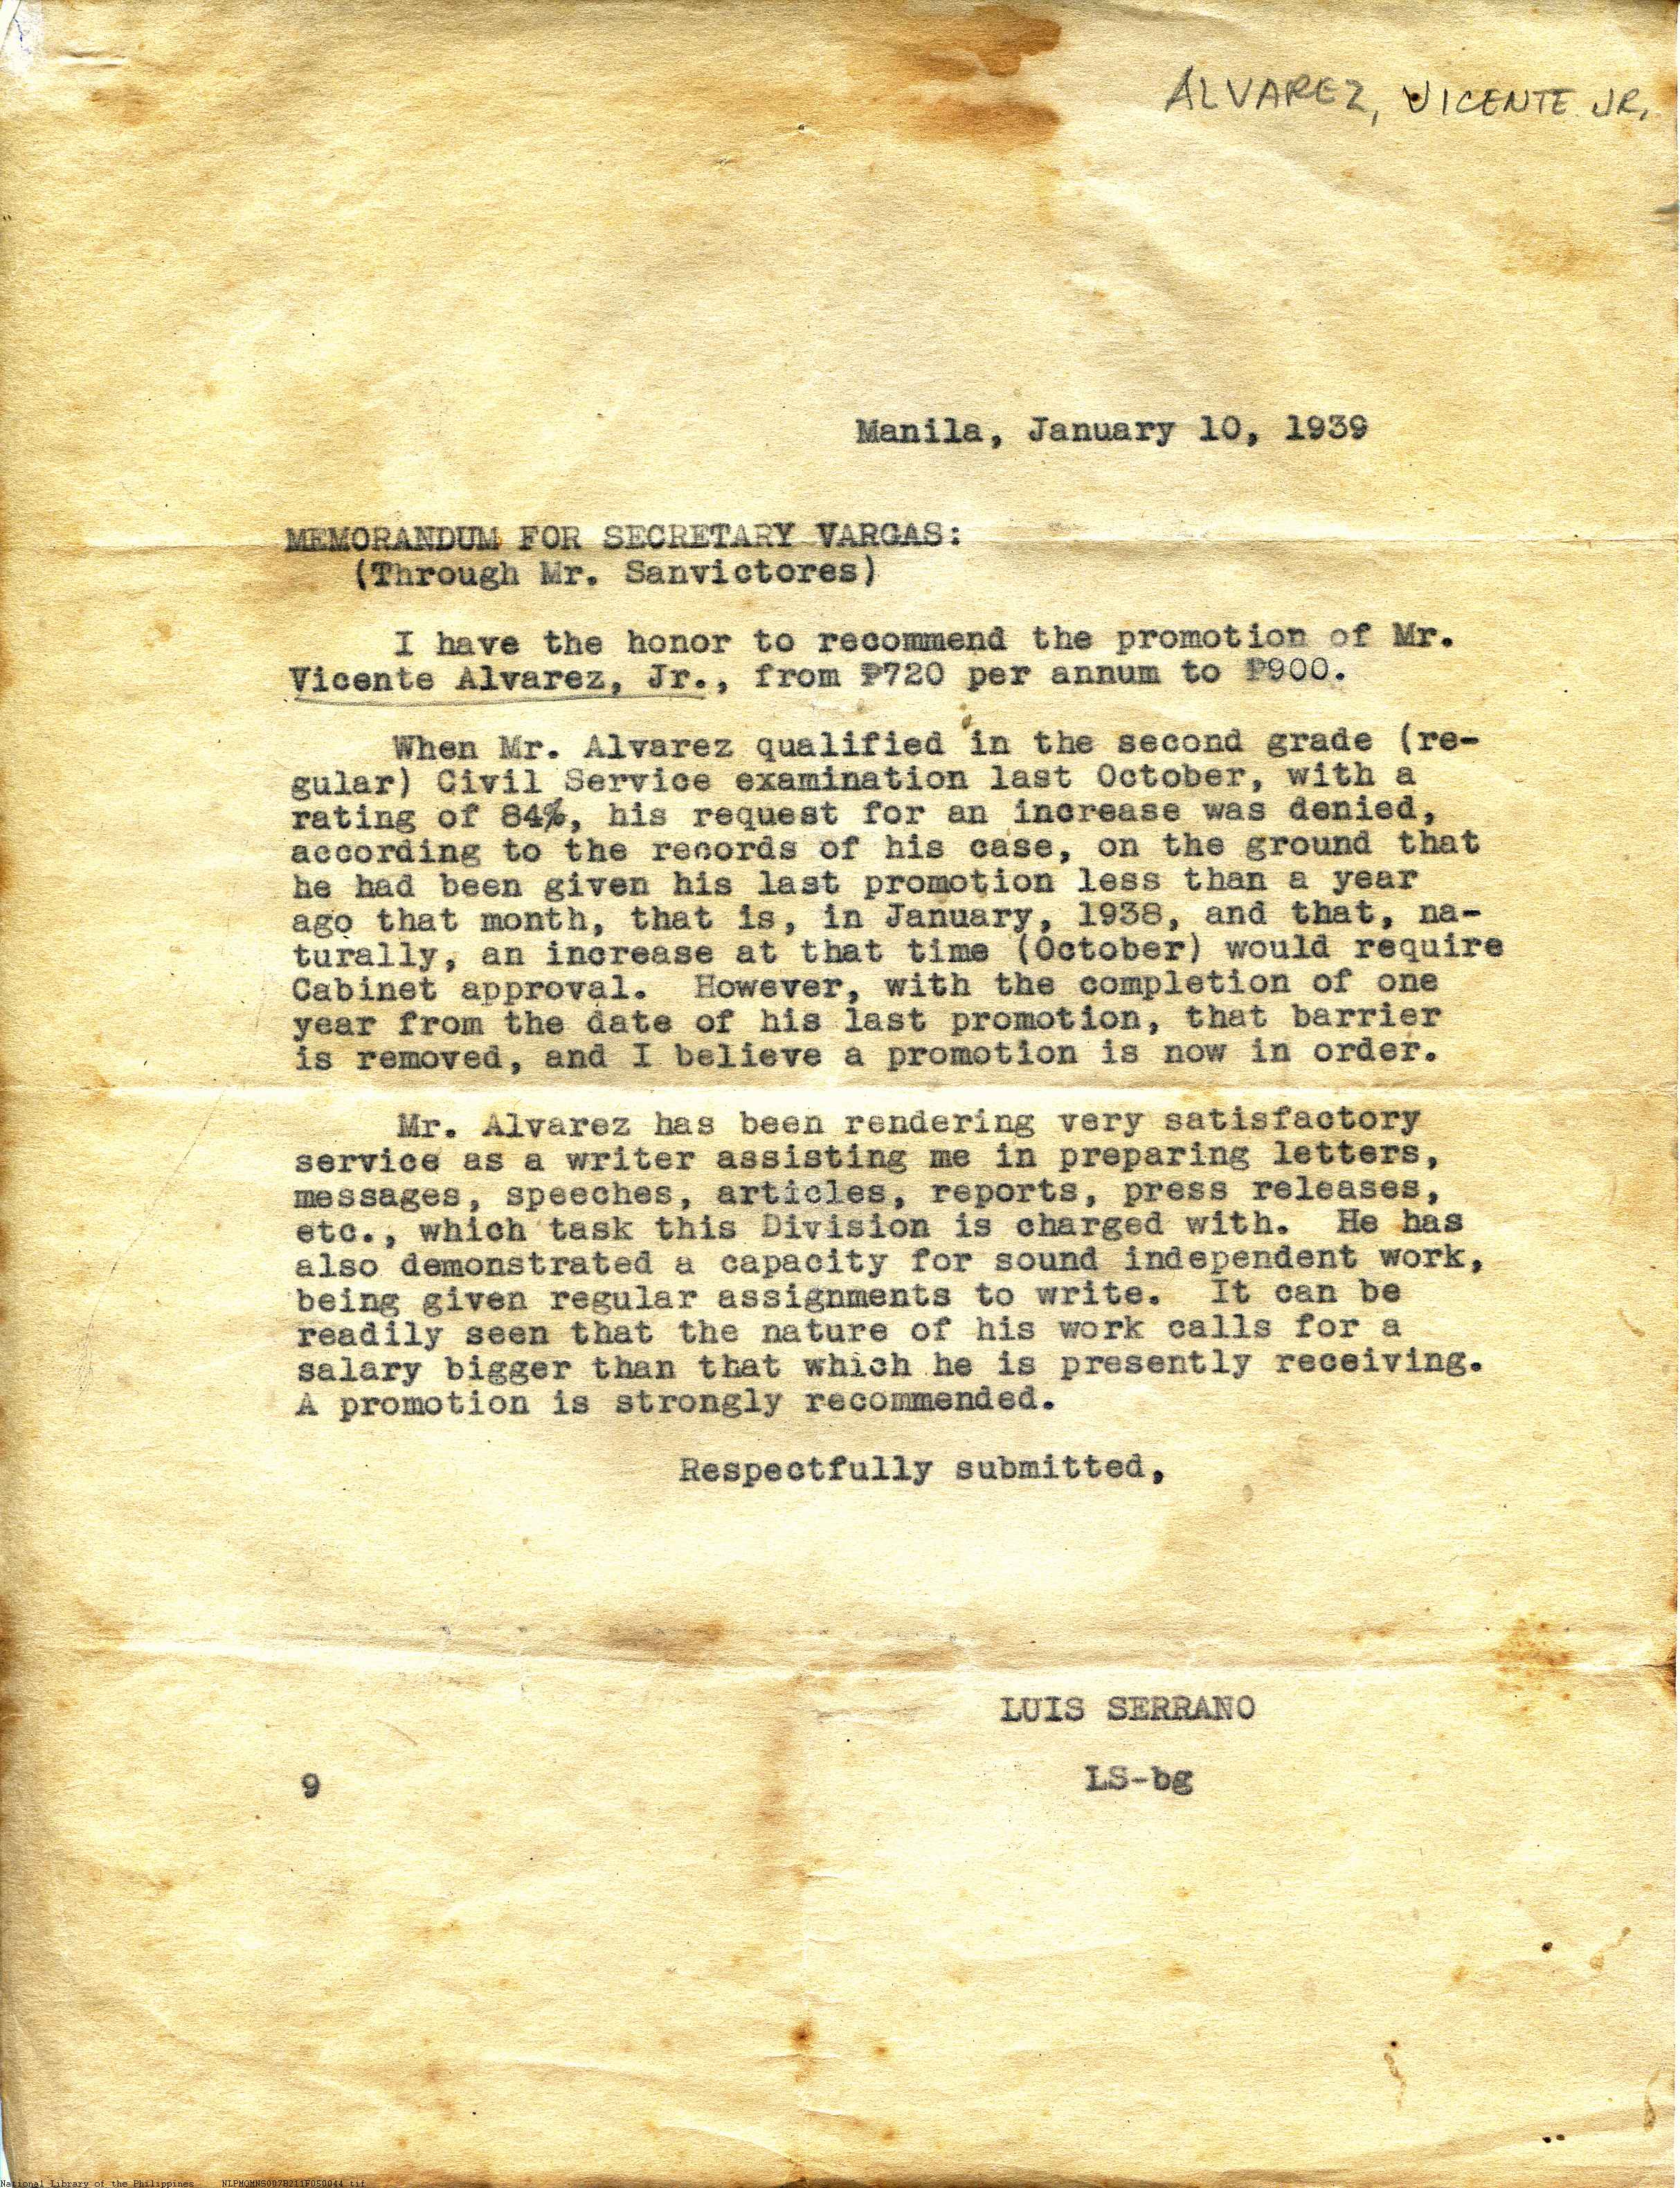 ALVAREZ, VICENTE JR.
Manila, January 10, 1939
MEMORANDUM FOR SECRETARY VARGAS:
(Through Mr. Sanvictores)
I have the honor to recommend the promotion of Mr.
Vicente Alvarez, Jr., from ₱720 per annum to ₱900.
When Mr. Alvarez qualified in the second grade (re-
gular) Civil Service examination last October, with a
rating of 84%, his request for an increase was denied,
according to the records of his case, on the ground that
he had been given his last promotion less than a year
ago that month, that is, in January, 1938, and that, na-
turally, an increase at that time (October) would require
Cabinet approval. However, with the completion of one
year from the date of his last promotion, that barrier
is removed, and I believe a promotion is now in order.
Mr. Alvarez has been rendering very satisfactory
service as a writer assisting me in preparing letters,
messages, speeches, articles, reports, press releases,
etc., which task this Division is charged with. He has
also demonstrated a capacity for sound independent work,
being given regular assignments to write. It can be
readily seen that the nature of his work calls for a
salary bigger than that which he is presently receiving.
A promotion is strongly recommended.
Respectfully submitted,
LUIS SERRANO
9 LS-bg
National Library of the Philippines NLPMQMNS007B211F050044.tif